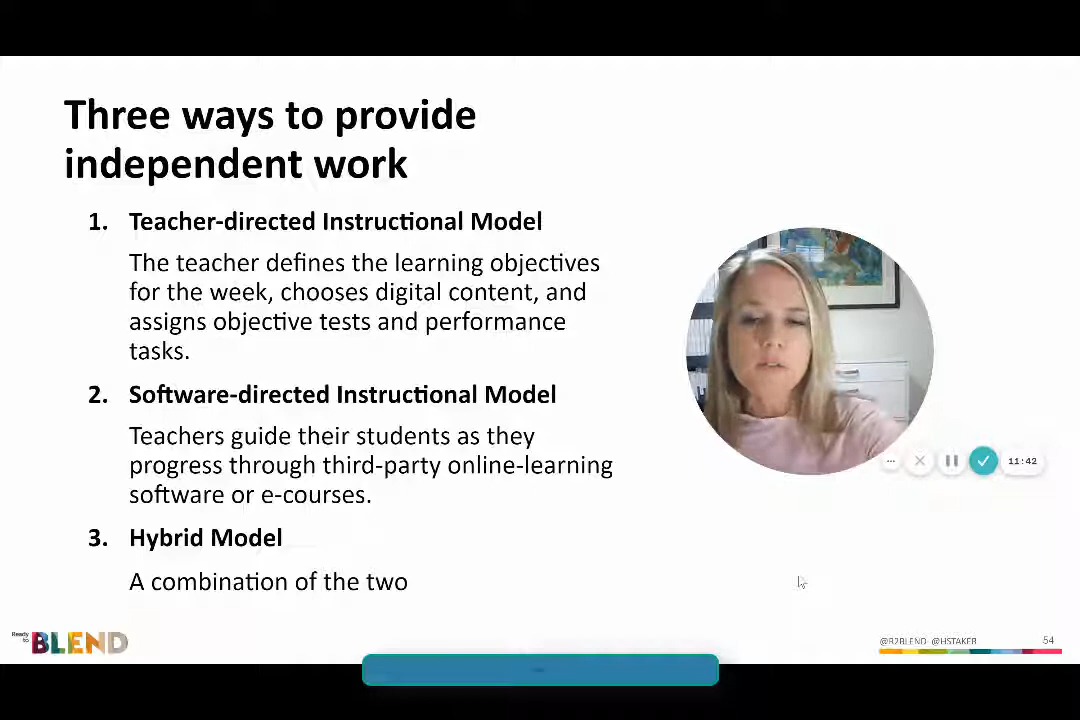 Three ways to provide
independent work
1. Teacher-directed Instructional Model
The teacher defines the learning objectives
for the week, chooses digital content, and
assigns objective tests and performance
tasks.
2. Software-directed Instructional Model
Teachers guide their students as they
progress through third-party online-learning
software or e-courses.
3. Hybrid Model
A combination of the two
11:42
Ready
to
BLEND
@R2BLEND @HSTAKER
54